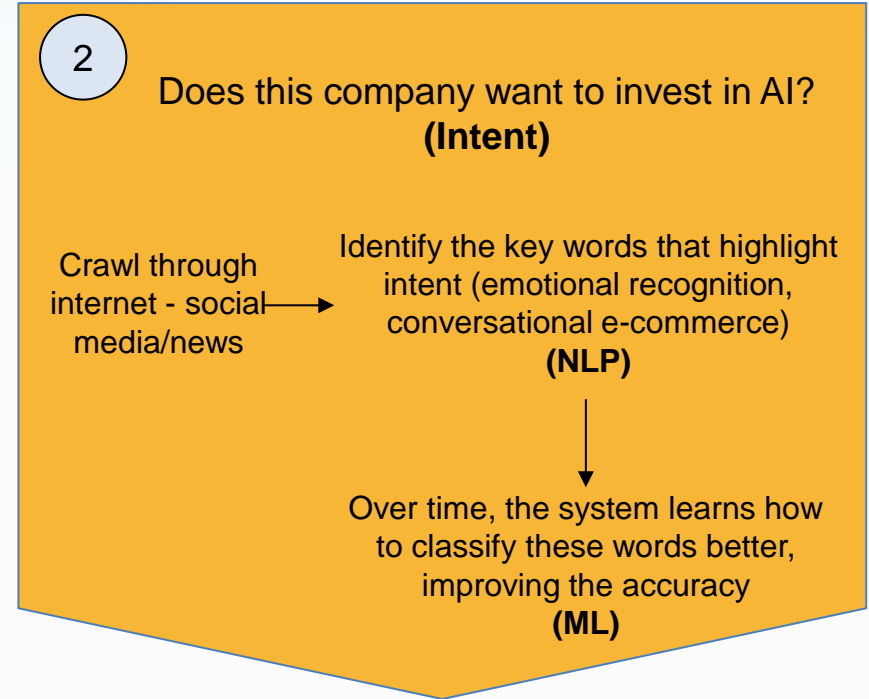 2
Does this company want to invest in AI?
(Intent)
Crawl through
internet - social
media/news
Identify the key words that highlight
intent (emotional recognition,
conversational e-commerce)
(NLP)
Over time, the system learns how
to classify these words better,
improving the accuracy
(ML)